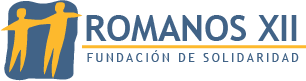 ROMANOS XII
FUNDACIÓN DE SOLIDARIDAD